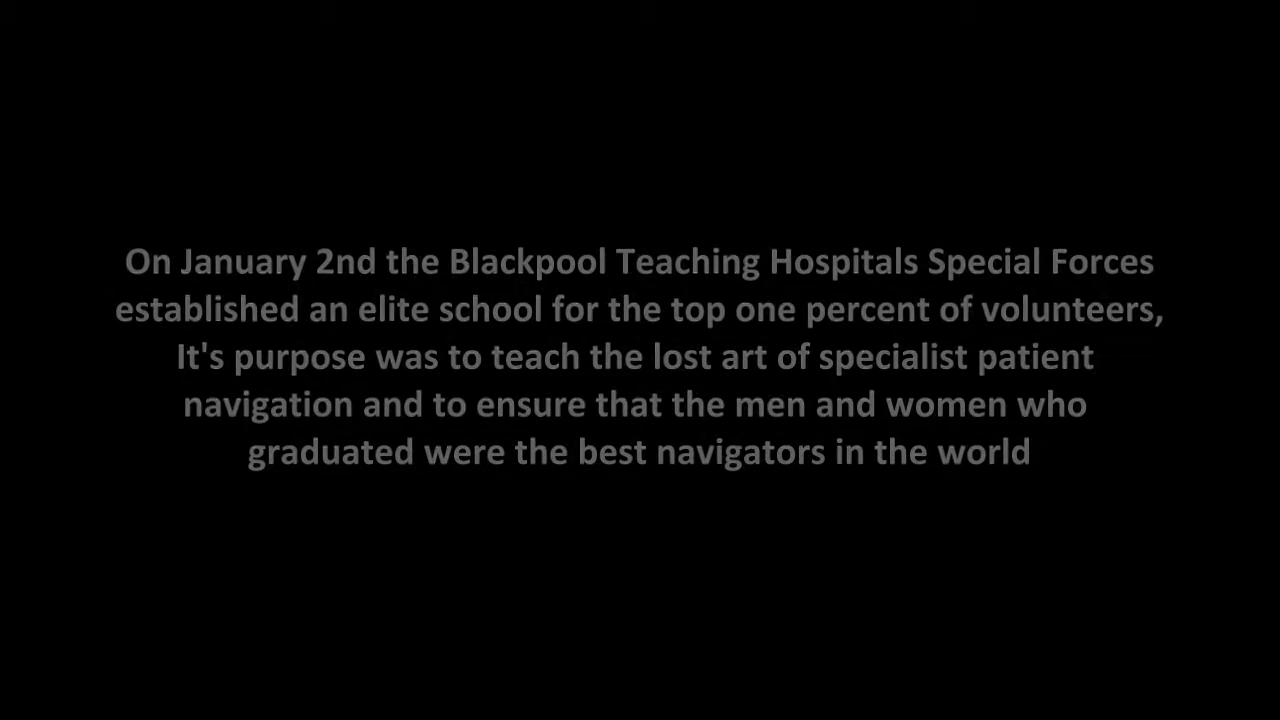 On January 2nd the Blackpool Teaching Hospitals Special Forces
established an elite school for the top one percent of volunteers,
It's purpose was to teach the lost art of specialist patient
navigation and to ensure that the men and women who
graduated were the best navigators in the world